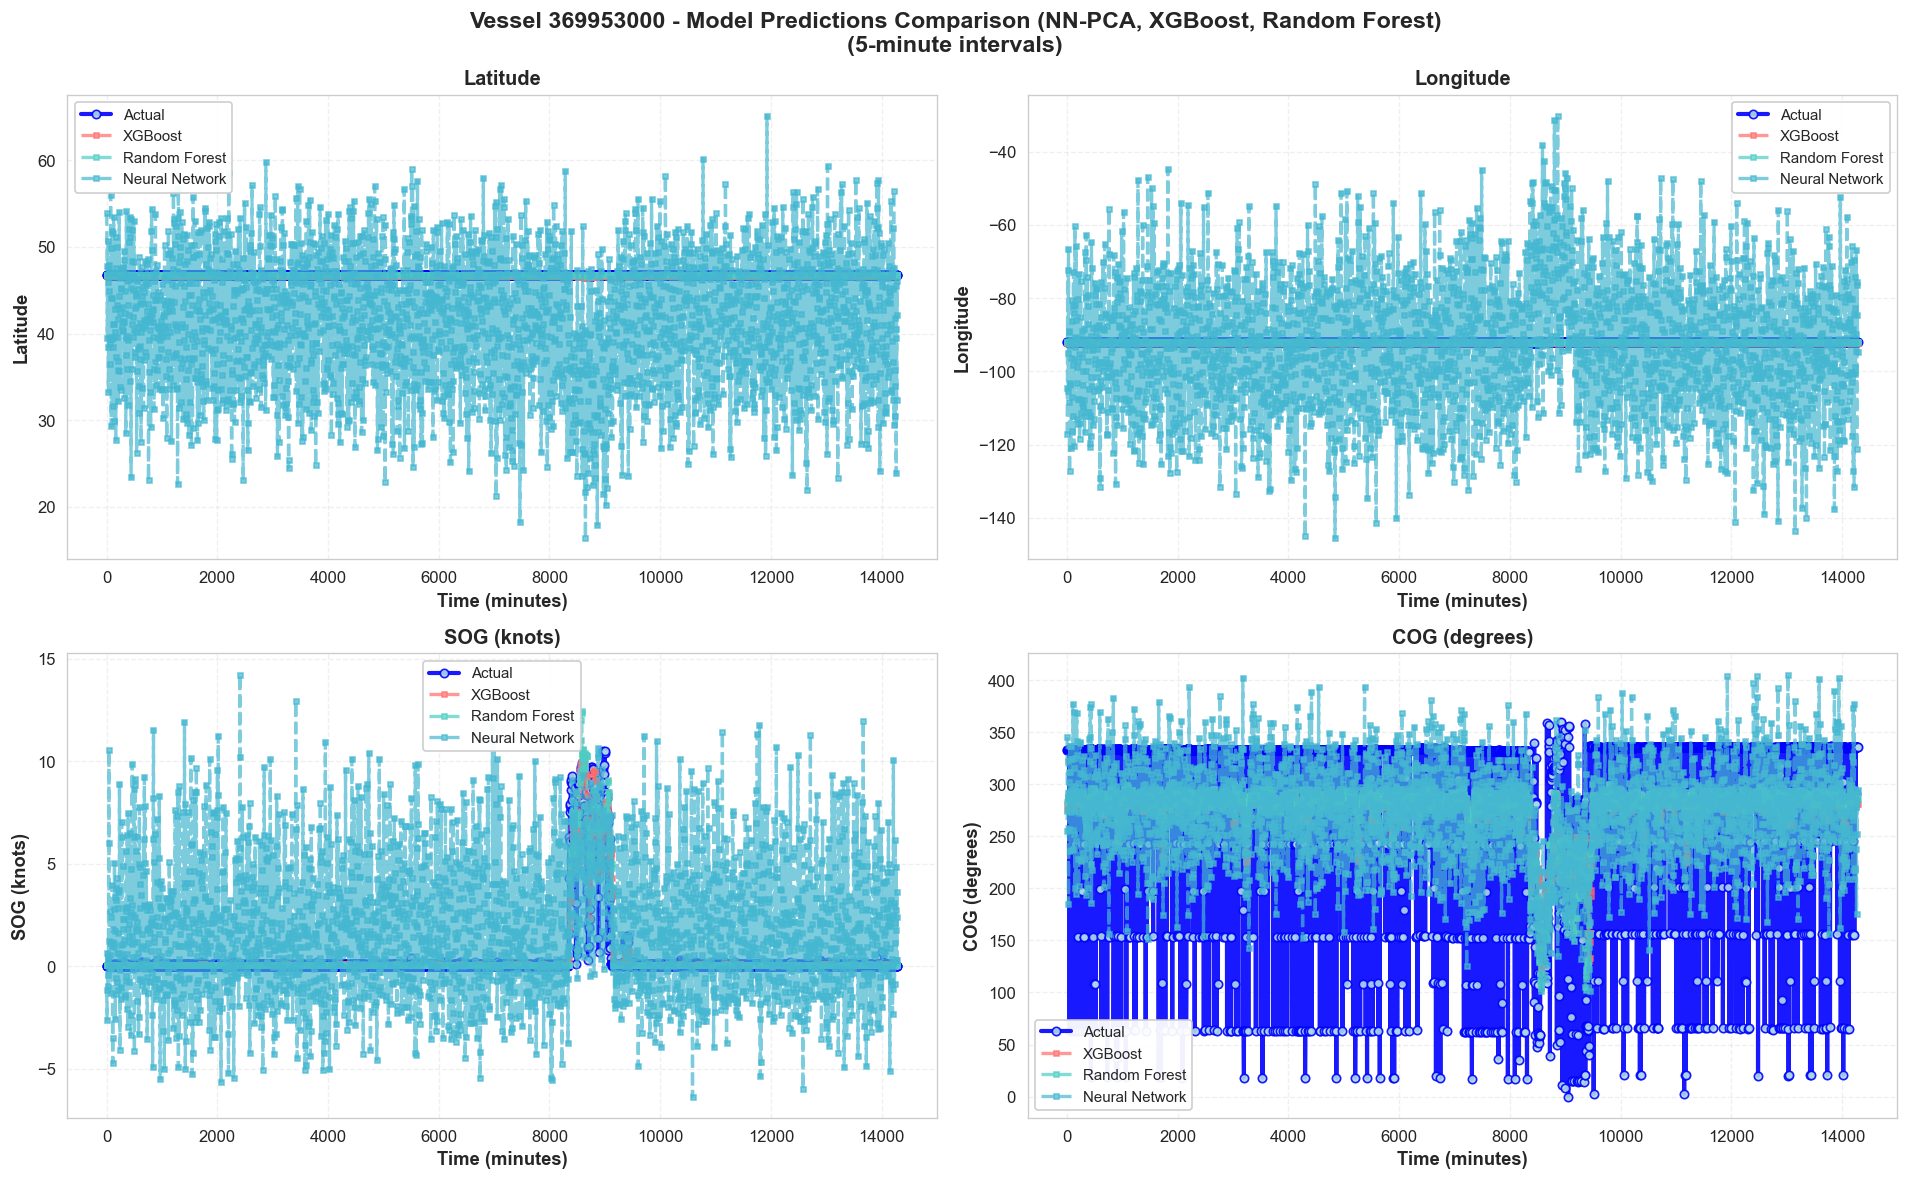 Vessel 369953000 - Model Predictions Comparison (NN-PCA, XGBoost, Random Forest)
(5-minute intervals)
Latitude
Actual
XGBoost
Random Forest
Neural Network
60
50
40
30
20
Latitude
0 2000 4000 6000 8000 10000 12000 14000
Time (minutes)
Longitude
Actual
XGBoost
Random Forest
Neural Network
−40
−60
−80
−100
−120
−140
Longitude
0 2000 4000 6000 8000 10000 12000 14000
Time (minutes)
SOG (knots)
Actual
XGBoost
Random Forest
Neural Network
15
10
5
0
−5
SOG (knots)
0 2000 4000 6000 8000 10000 12000 14000
Time (minutes)
COG (degrees)
400
350
300
250
200
150
100
50
0
COG (degrees)
Actual
XGBoost
Random Forest
Neural Network
0 2000 4000 6000 8000 10000 12000 14000
Time (minutes)